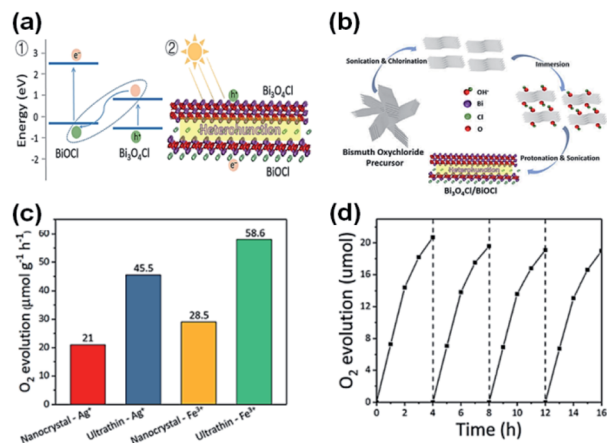 (a)
①
②
Energy (eV)
3
2
1
0
-1
-2
e⁻
h⁺
BiOCl
Bi₃O₄Cl
h⁺
Bi₃O₄Cl
Heterojunction
BiOCl
e⁻
(b)
Sonication & Chlorination
Immersion
OH⁻
Bi
Cl
O
Bismuth Oxychloride
Precursor
Protonation & Sonication
Heterojunction
Bi₃O₄Cl/BiOCl
(c)
O₂ evolution (μmol g⁻¹ h⁻¹)
60
50
40
30
20
10
0
21
45.5
28.5
58.6
Nanocrystal - Ag⁺
Ultrathin - Ag⁺
Nanocrystal - Fe³⁺
Ultrathin - Fe³⁺
(d)
O₂ evolution (umol)
20
16
12
8
4
0
0 2 4 6 8 10 12 14 16
Time (h)